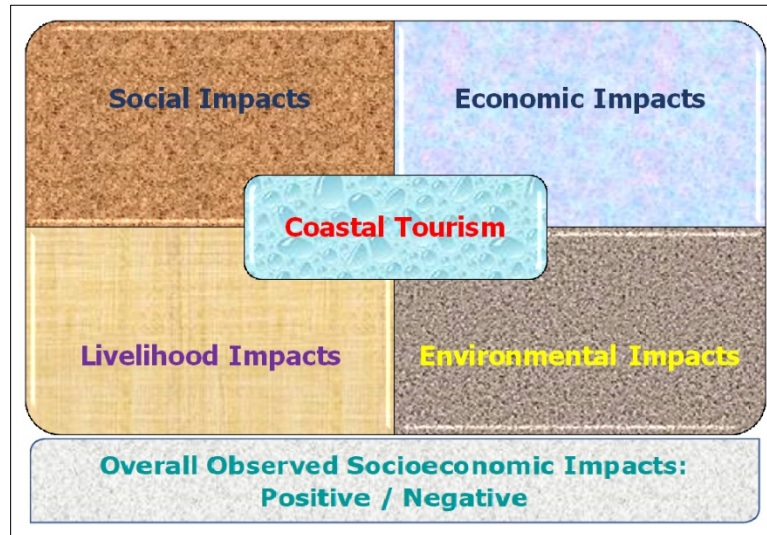 Social Impacts
Economic Impacts
Coastal Tourism
Livelihood Impacts
Environmental Impacts
Overall Observed Socioeconomic Impacts:
Positive / Negative